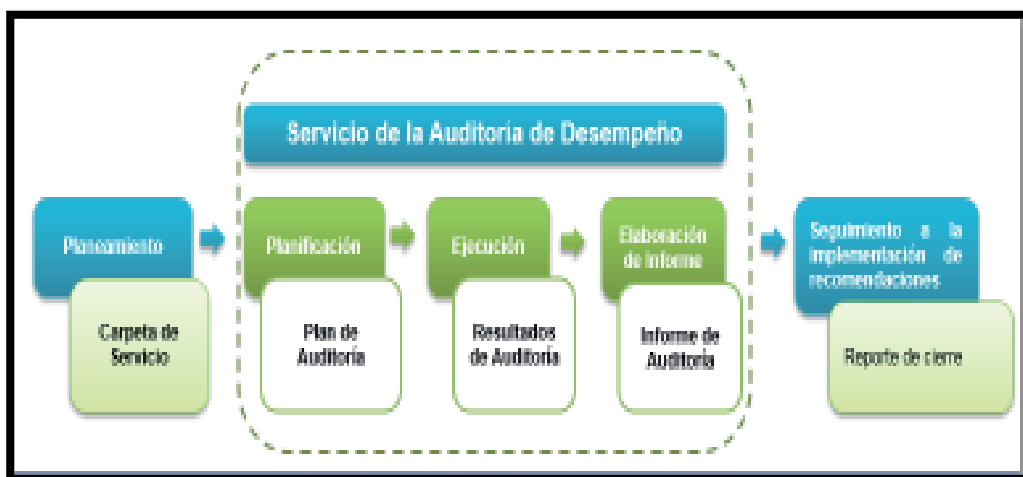 Servicio de la Auditoría de Desempeño
Planeamiento
Carpeta de
Servicio
Planificación
Plan de
Auditoría
Ejecución
Resultados
de Auditoría
Elaboración
de informe
Informe de
Auditoría
Seguimiento a la
implementación de
recomendaciones
Reporte de cierre